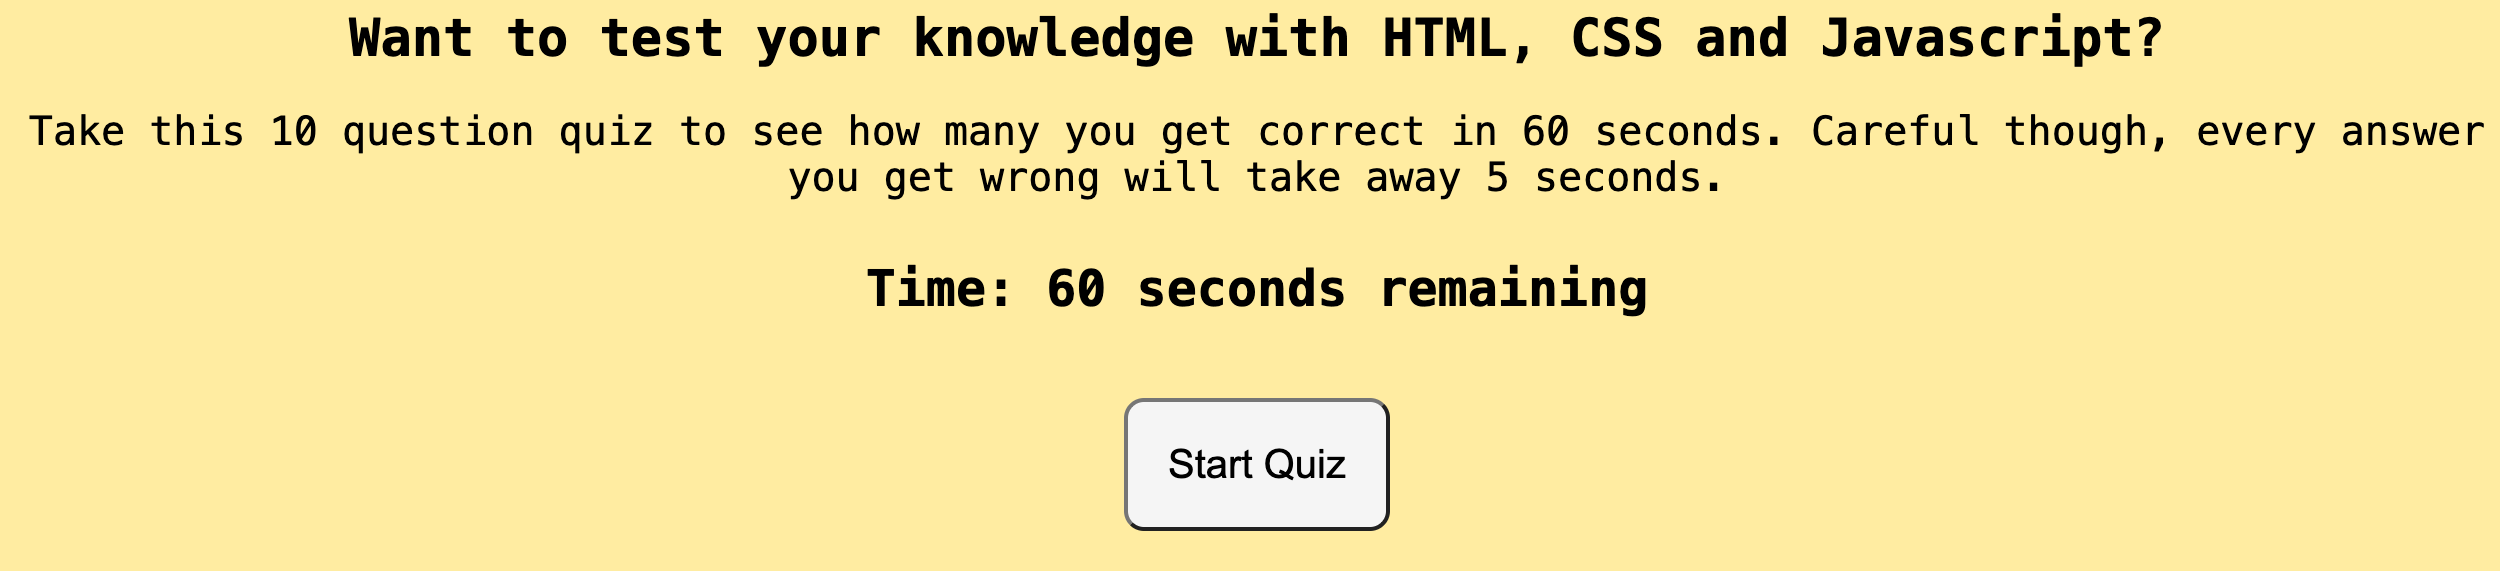 Want to test your knowledge with HTML, CSS and Javascript?
Take this 10 question quiz to see how many you get correct in 60 seconds. Careful though, every answer
you get wrong will take away 5 seconds.
Time: 60 seconds remaining
Start Quiz